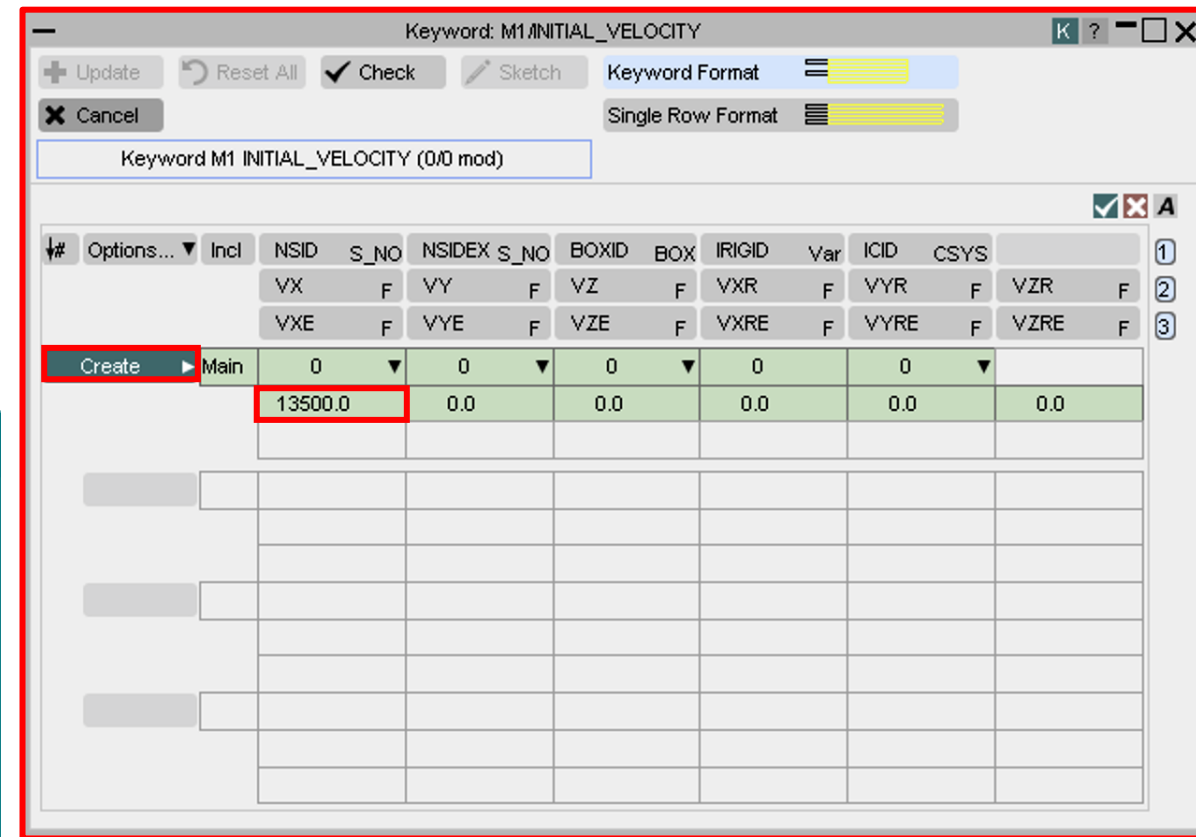 Keyword: M1/INITIAL_VELOCITY K ?
Update Reset All Check Sketch Keyword Format
Cancel Single Row Format
Keyword M1 INITIAL_VELOCITY (0/0 mod)
A
# Options... Incl NSID S_NO NSIDEX S_NO BOXID BOX IRIGID Var ICID CSYS 1
VX F VY F VZ F VXR F VYR F VZR F 2
VXE F VYE F VZE F VXRE F VYRE F VZRE F 3
Create Main 0 0 0 0 0
13500.0 0.0 0.0 0.0 0.0 0.0